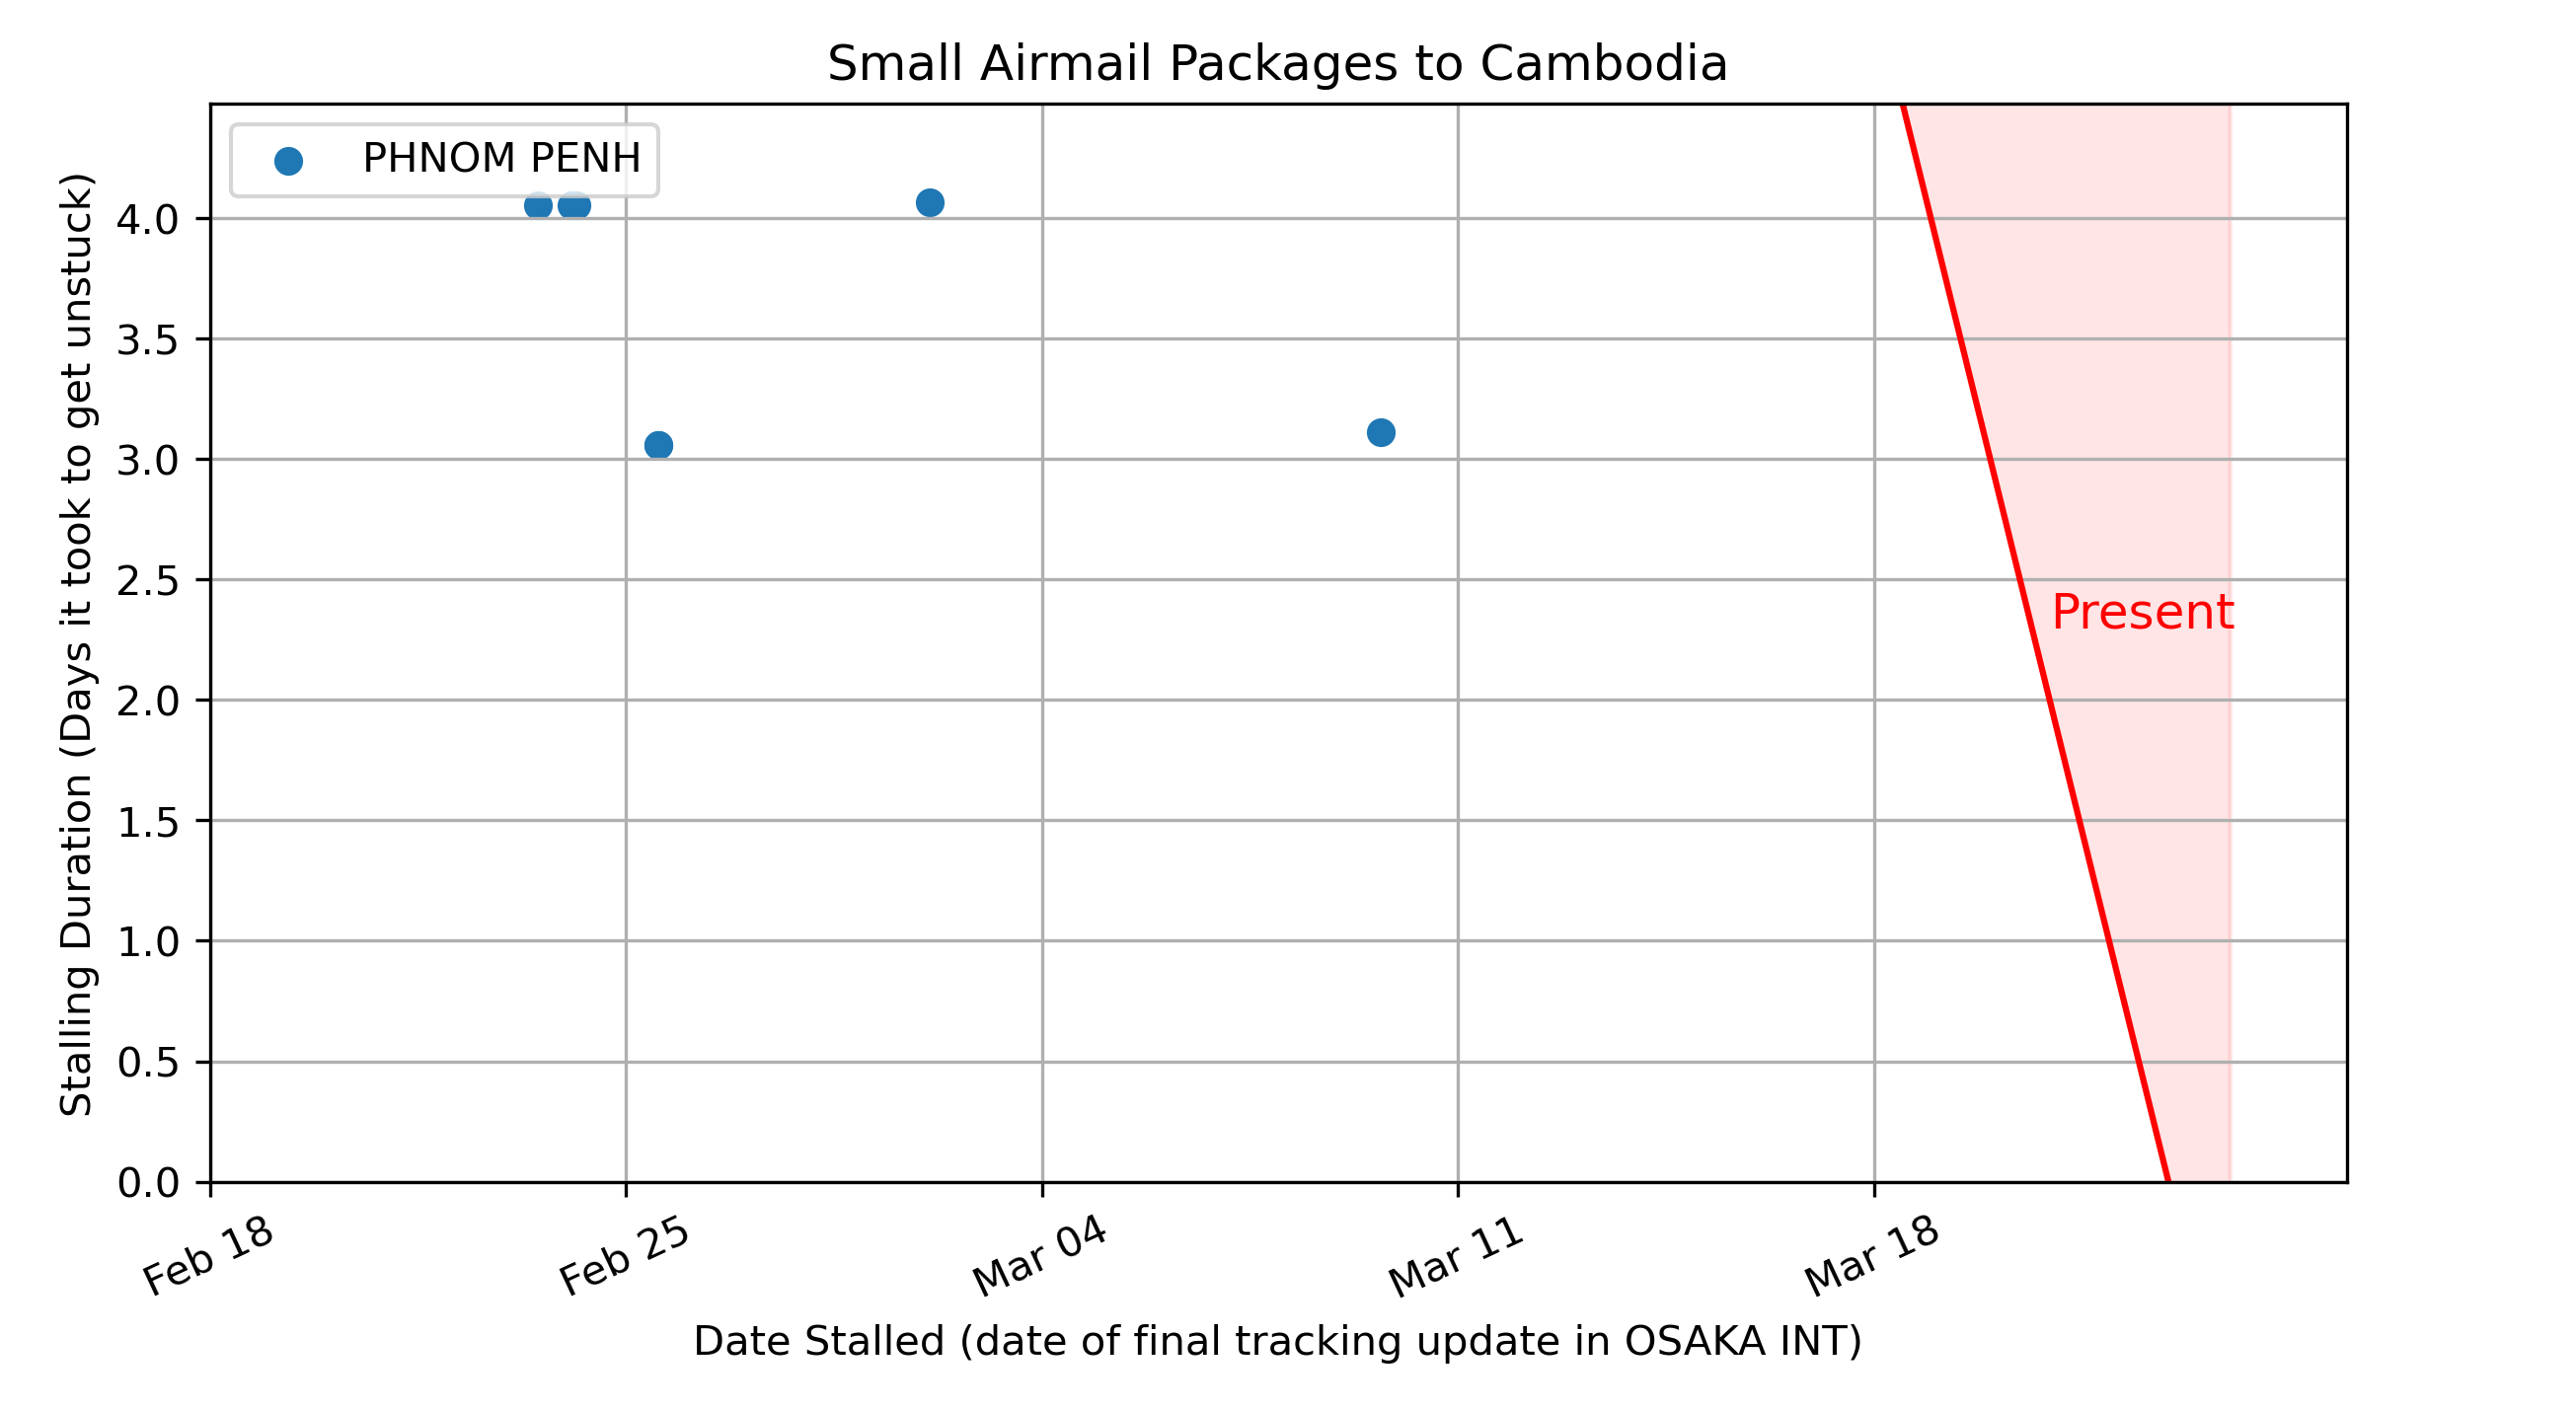 Small Airmail Packages to Cambodia
PHNOM PENH
Stalling Duration (Days it took to get unstuck)
4.0
3.5
3.0
2.5
2.0
1.5
1.0
0.5
0.0
Present
Feb 18
Feb 25
Mar 04
Mar 11
Mar 18
Date Stalled (date of final tracking update in OSAKA INT)